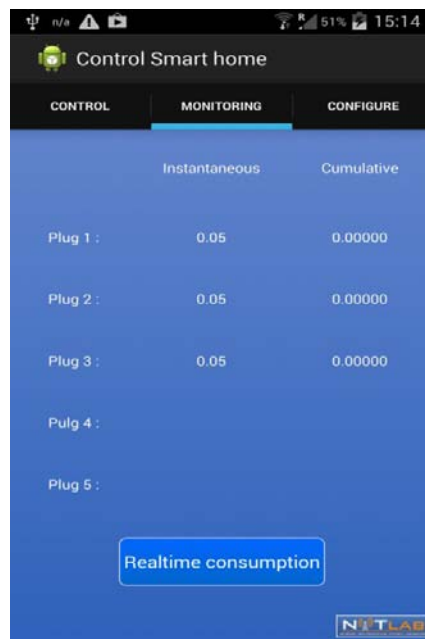 n/a R 51% 15:14
Control Smart home
CONTROL MONITORING CONFIGURE
Instantaneous Cumulative
Plug 1 : 0.05 0.00000
Plug 2 : 0.05 0.00000
Plug 3 : 0.05 0.00000
Pulg 4 :
Plug 5 :
Realtime consumption
NITLAB